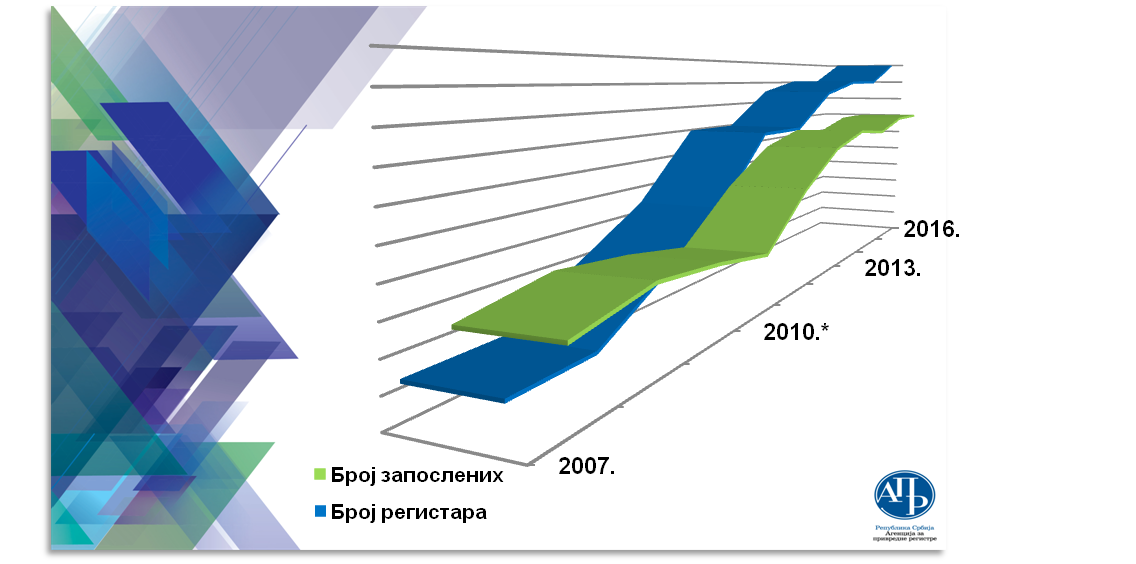 2016.
2013.
2010.*
2007.
Број запослених
Број регистара
АПР
Република Србија
Агенција за
привредне регистре